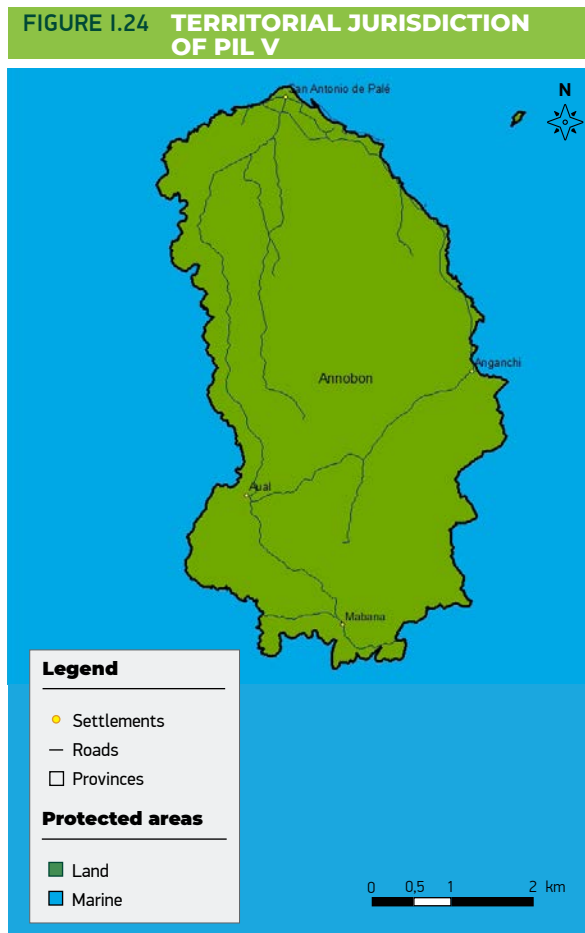 FIGURE I.24 TERRITORIAL JURISDICTION
OF PIL V
San Antonio de Palé
N
Anganchi
Annobon
Aual
Mabana
Legend
Settlements
Roads
Provinces
Protected areas
Land
Marine
0 0,5 1 2 km